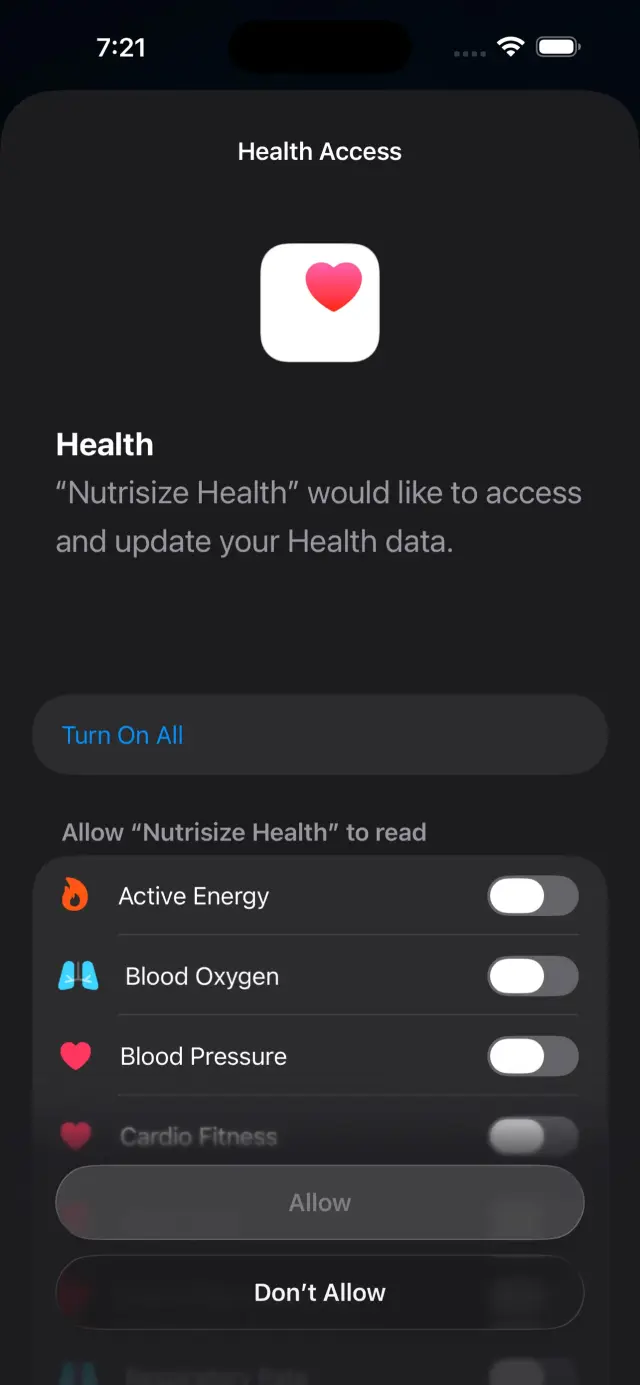 7:21
Health Access
Health
“Nutrisize Health” would like to access
and update your Health data.
Turn On All
Allow “Nutrisize Health” to read
Active Energy
Blood Oxygen
Blood Pressure
Cardio Fitness
Allow
Don’t Allow